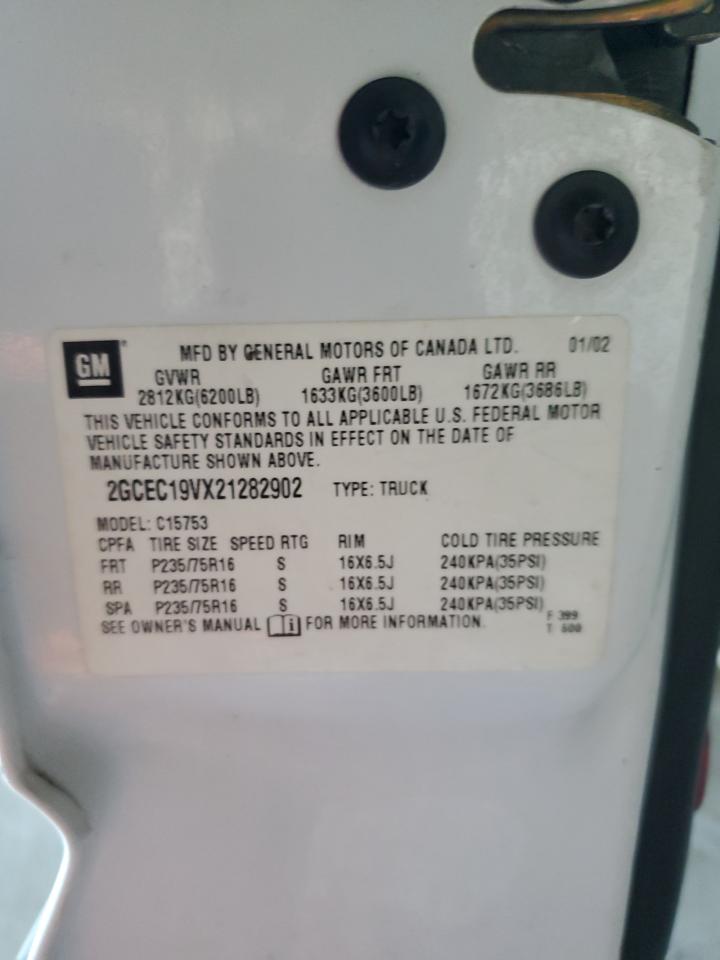 GM
MFD BY GENERAL MOTORS OF CANADA LTD. 01/02
GVWR GAWR FRT GAWR RR
2812KG(6200LB) 1633KG(3600LB) 1672KG(3686LB)
THIS VEHICLE CONFORMS TO ALL APPLICABLE U.S. FEDERAL MOTOR
VEHICLE SAFETY STANDARDS IN EFFECT ON THE DATE OF
MANUFACTURE SHOWN ABOVE.
2GCEC19VX21282902 TYPE: TRUCK
MODEL: C15753
CPFA TIRE SIZE SPEED RTG RIM COLD TIRE PRESSURE
FRT P235/75R16 S 16X6.5J 240KPA(35PSI)
RR P235/75R16 S 16X6.5J 240KPA(35PSI)
SPA P235/75R16 S 16X6.5J 240KPA(35PSI)
SEE OWNER'S MANUAL i FOR MORE INFORMATION.
F 399
T 600